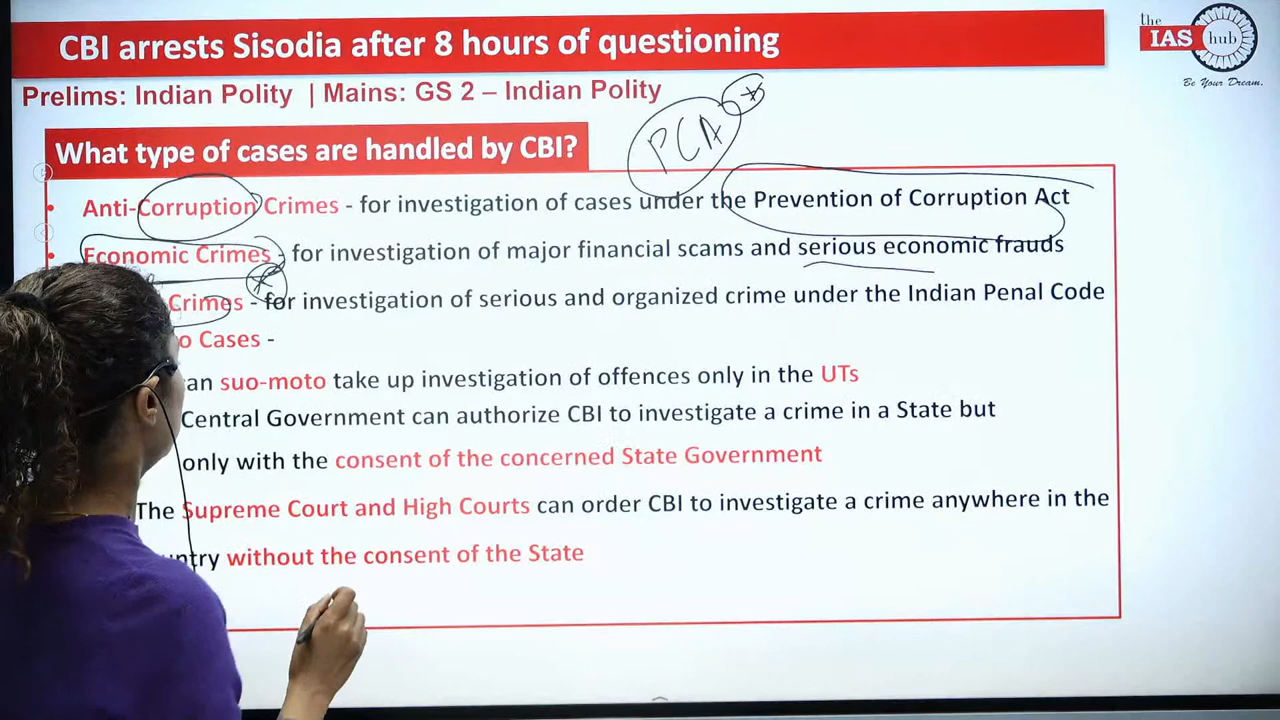 CBI arrests Sisodia after 8 hours of questioning
the
IAS hub
Be Your Dream.
Prelims: Indian Polity | Mains: GS 2 – Indian Polity
PCA
What type of cases are handled by CBI?
• Anti-Corruption Crimes - for investigation of cases under the Prevention of Corruption Act
• Economic Crimes - for investigation of major financial scams and serious economic frauds
Crimes - for investigation of serious and organized crime under the Indian Penal Code
Cases -
suo-moto take up investigation of offences only in the UTs
Central Government can authorize CBI to investigate a crime in a State but
only with the consent of the concerned State Government
The Supreme Court and High Courts can order CBI to investigate a crime anywhere in the
without the consent of the State